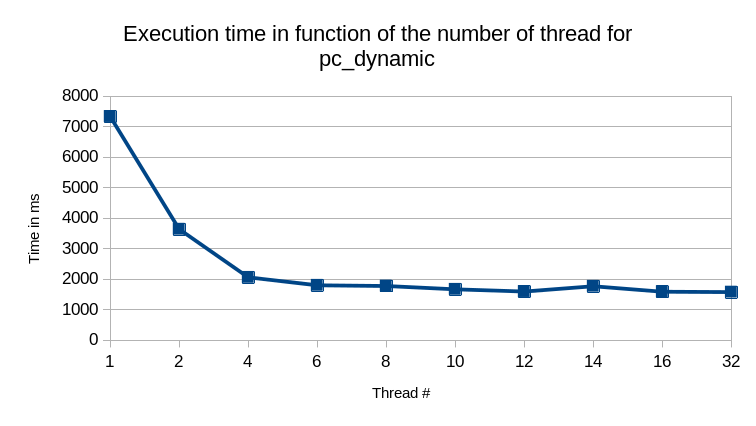 Execution time in function of the number of thread for
pc_dynamic
8000
7000
6000
5000
4000
3000
2000
1000
0
Time in ms
1 2 4 6 8 10 12 14 16 32
Thread #